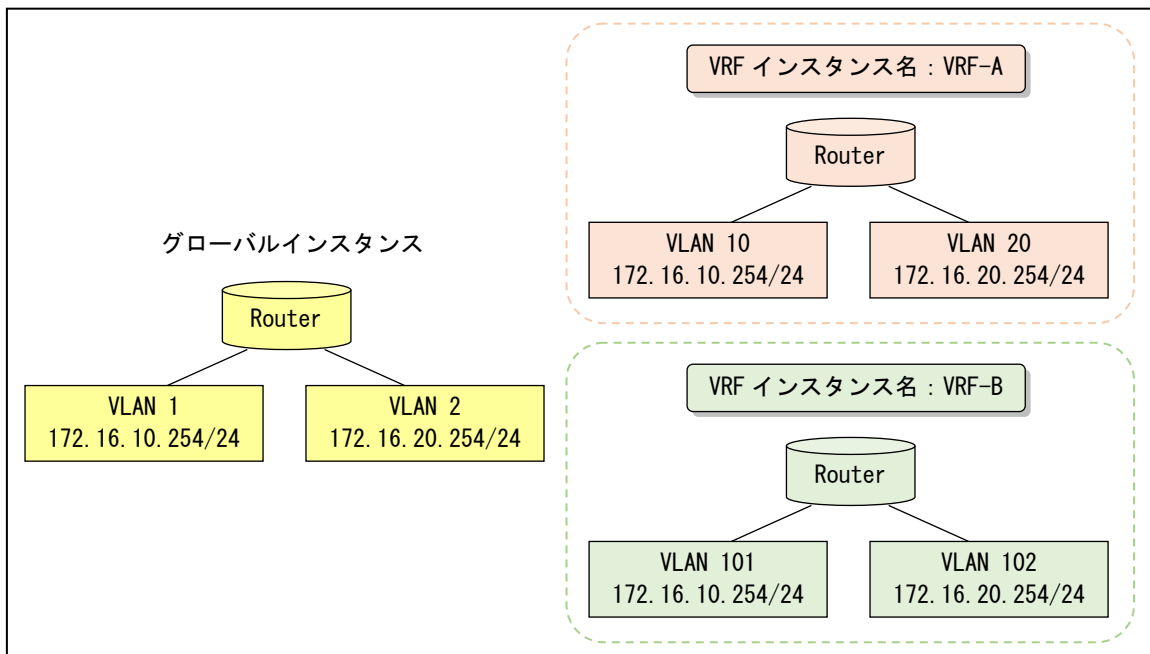 グローバルインスタンス
Router
VLAN 1
172.16.10.254/24
VLAN 2
172.16.20.254/24
VRF インスタンス名：VRF-A
Router
VLAN 10
172.16.10.254/24
VLAN 20
172.16.20.254/24
VRF インスタンス名：VRF-B
Router
VLAN 101
172.16.10.254/24
VLAN 102
172.16.20.254/24